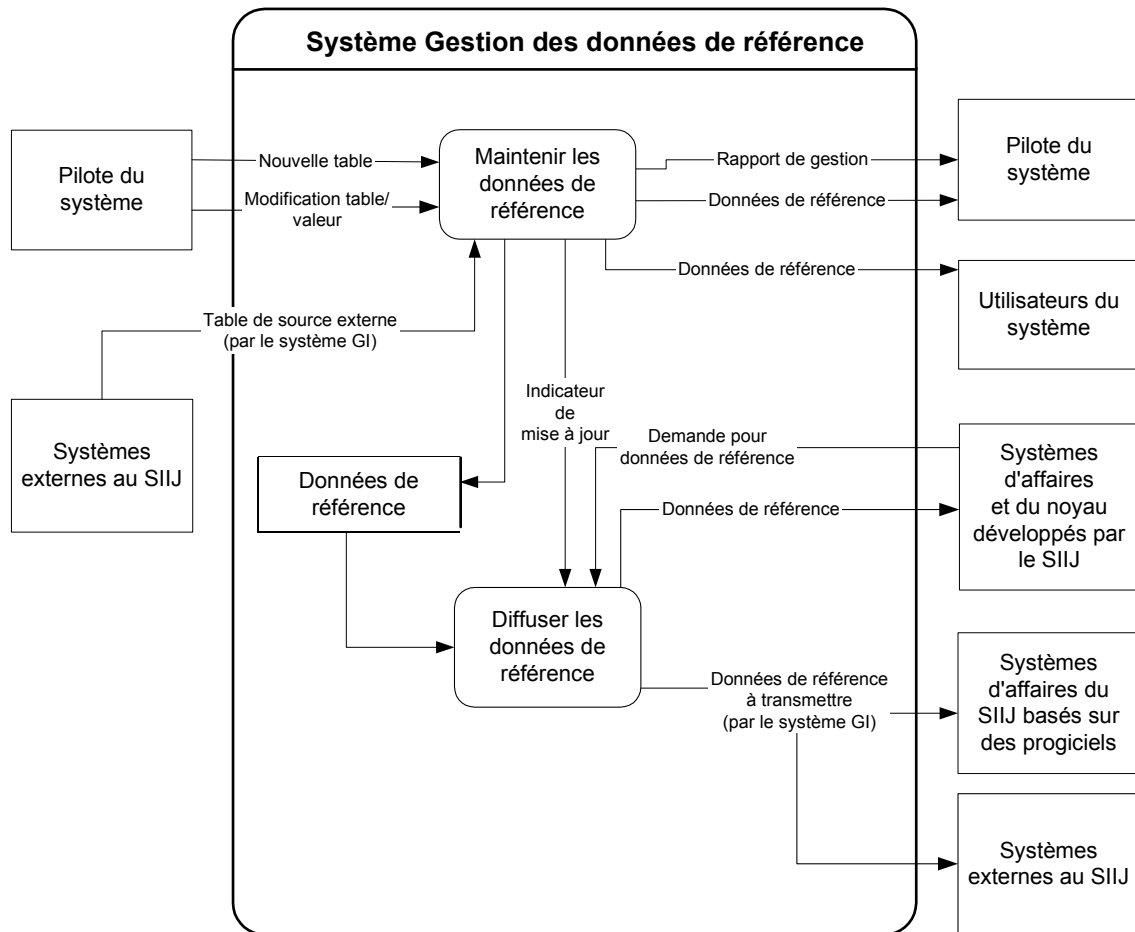 Système Gestion des données de référence
Pilote du
système
Nouvelle table
Modification table/
valeur
Maintenir les
données de
référence
Rapport de gestion
Données de référence
Pilote du
système
Données de référence
Utilisateurs du
système
Table de source externe
(par le système GI)
Systèmes
externes au SIIJ
Indicateur
de
mise à jour
Données de
référence
Demande pour
données de référence
Données de référence
Systèmes
d'affaires
et du noyau
développés par
le SIIJ
Diffuser les
données de
référence
Données de référence
à transmettre
(par le système GI)
Systèmes
d'affaires du
SIIJ basés sur
des progiciels
Systèmes
externes au SIIJ